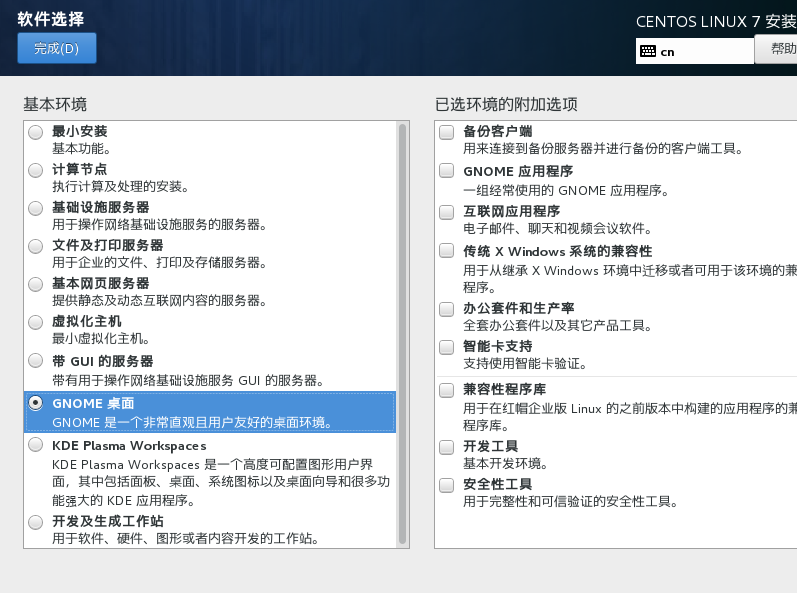 软件选择
CENTOS LINUX 7 安装
完成(D)
cn
帮助
基本环境
最小安装
基本功能。
计算节点
执行计算及处理的安装。
基础设施服务器
用于操作网络基础设施服务的服务器。
文件及打印服务器
用于企业的文件、打印及存储服务器。
基本网页服务器
提供静态及动态互联网内容的服务器。
虚拟化主机
最小虚拟化主机。
带 GUI 的服务器
带有用于操作网络基础设施服务 GUI 的服务器。
GNOME 桌面
GNOME 是一个非常直观且用户友好的桌面环境。
KDE Plasma Workspaces
KDE Plasma Workspaces 是一个高度可配置图形用户界
面，其中包括面板、桌面、系统图标以及桌面向导和很多功
能强大的 KDE 应用程序。
开发及生成工作站
用于软件、硬件、图形或者内容开发的工作站。
已选环境的附加选项
备份客户端
用来连接到备份服务器并进行备份的客户端工具。
GNOME 应用程序
一组经常使用的 GNOME 应用程序。
互联网应用程序
电子邮件、聊天和视频会议软件。
传统 X Windows 系统的兼容性
用于从继承 X Windows 环境中迁移或者可用于该环境的兼
程序。
办公套件和生产率
全套办公套件以及其它产品工具。
智能卡支持
支持使用智能卡验证。
兼容性程序库
用于在红帽企业版 Linux 的之前版本中构建的应用程序的兼
程序库。
开发工具
基本开发环境。
安全性工具
用于完整性和可信验证的安全性工具。